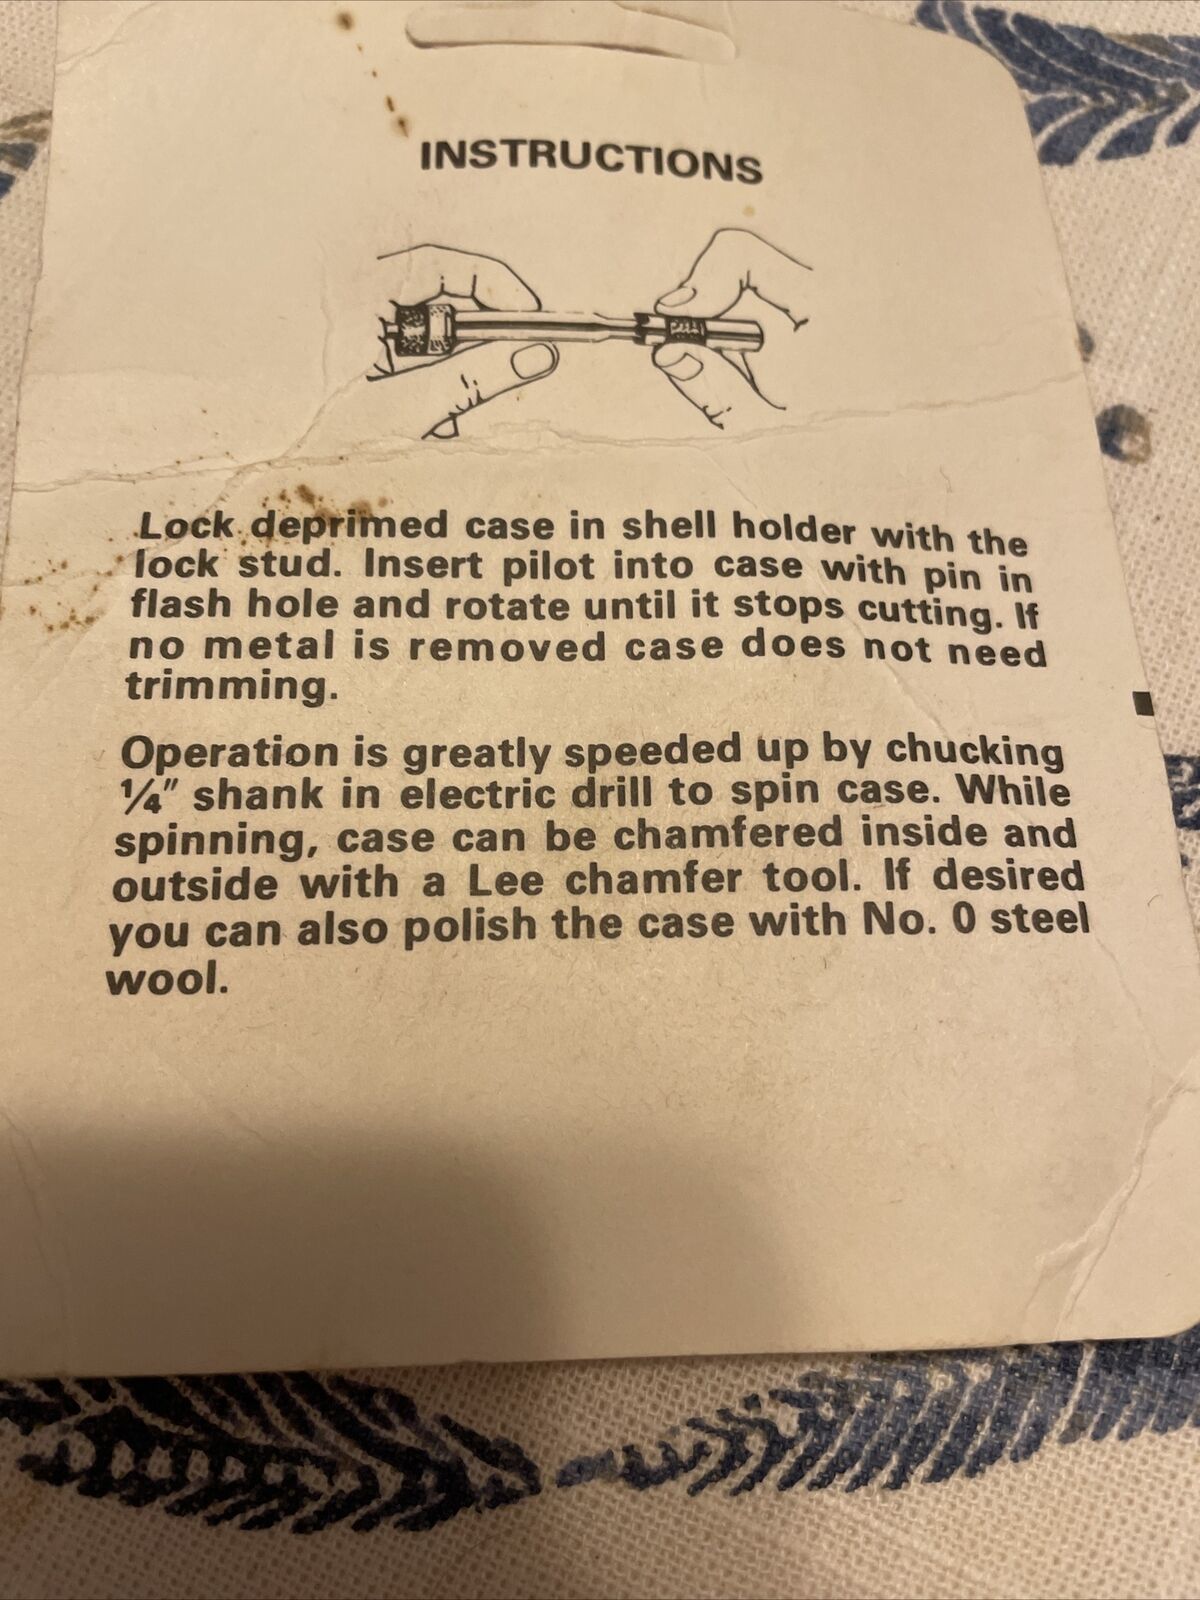 INSTRUCTIONS
Lock deprimed case in shell holder with the
lock stud. Insert pilot into case with pin in
flash hole and rotate until it stops cutting. If
no metal is removed case does not need
trimming.
Operation is greatly speeded up by chucking
¼" shank in electric drill to spin case. While
spinning, case can be chamfered inside and
outside with a Lee chamfer tool. If desired
you can also polish the case with No. 0 steel
wool.